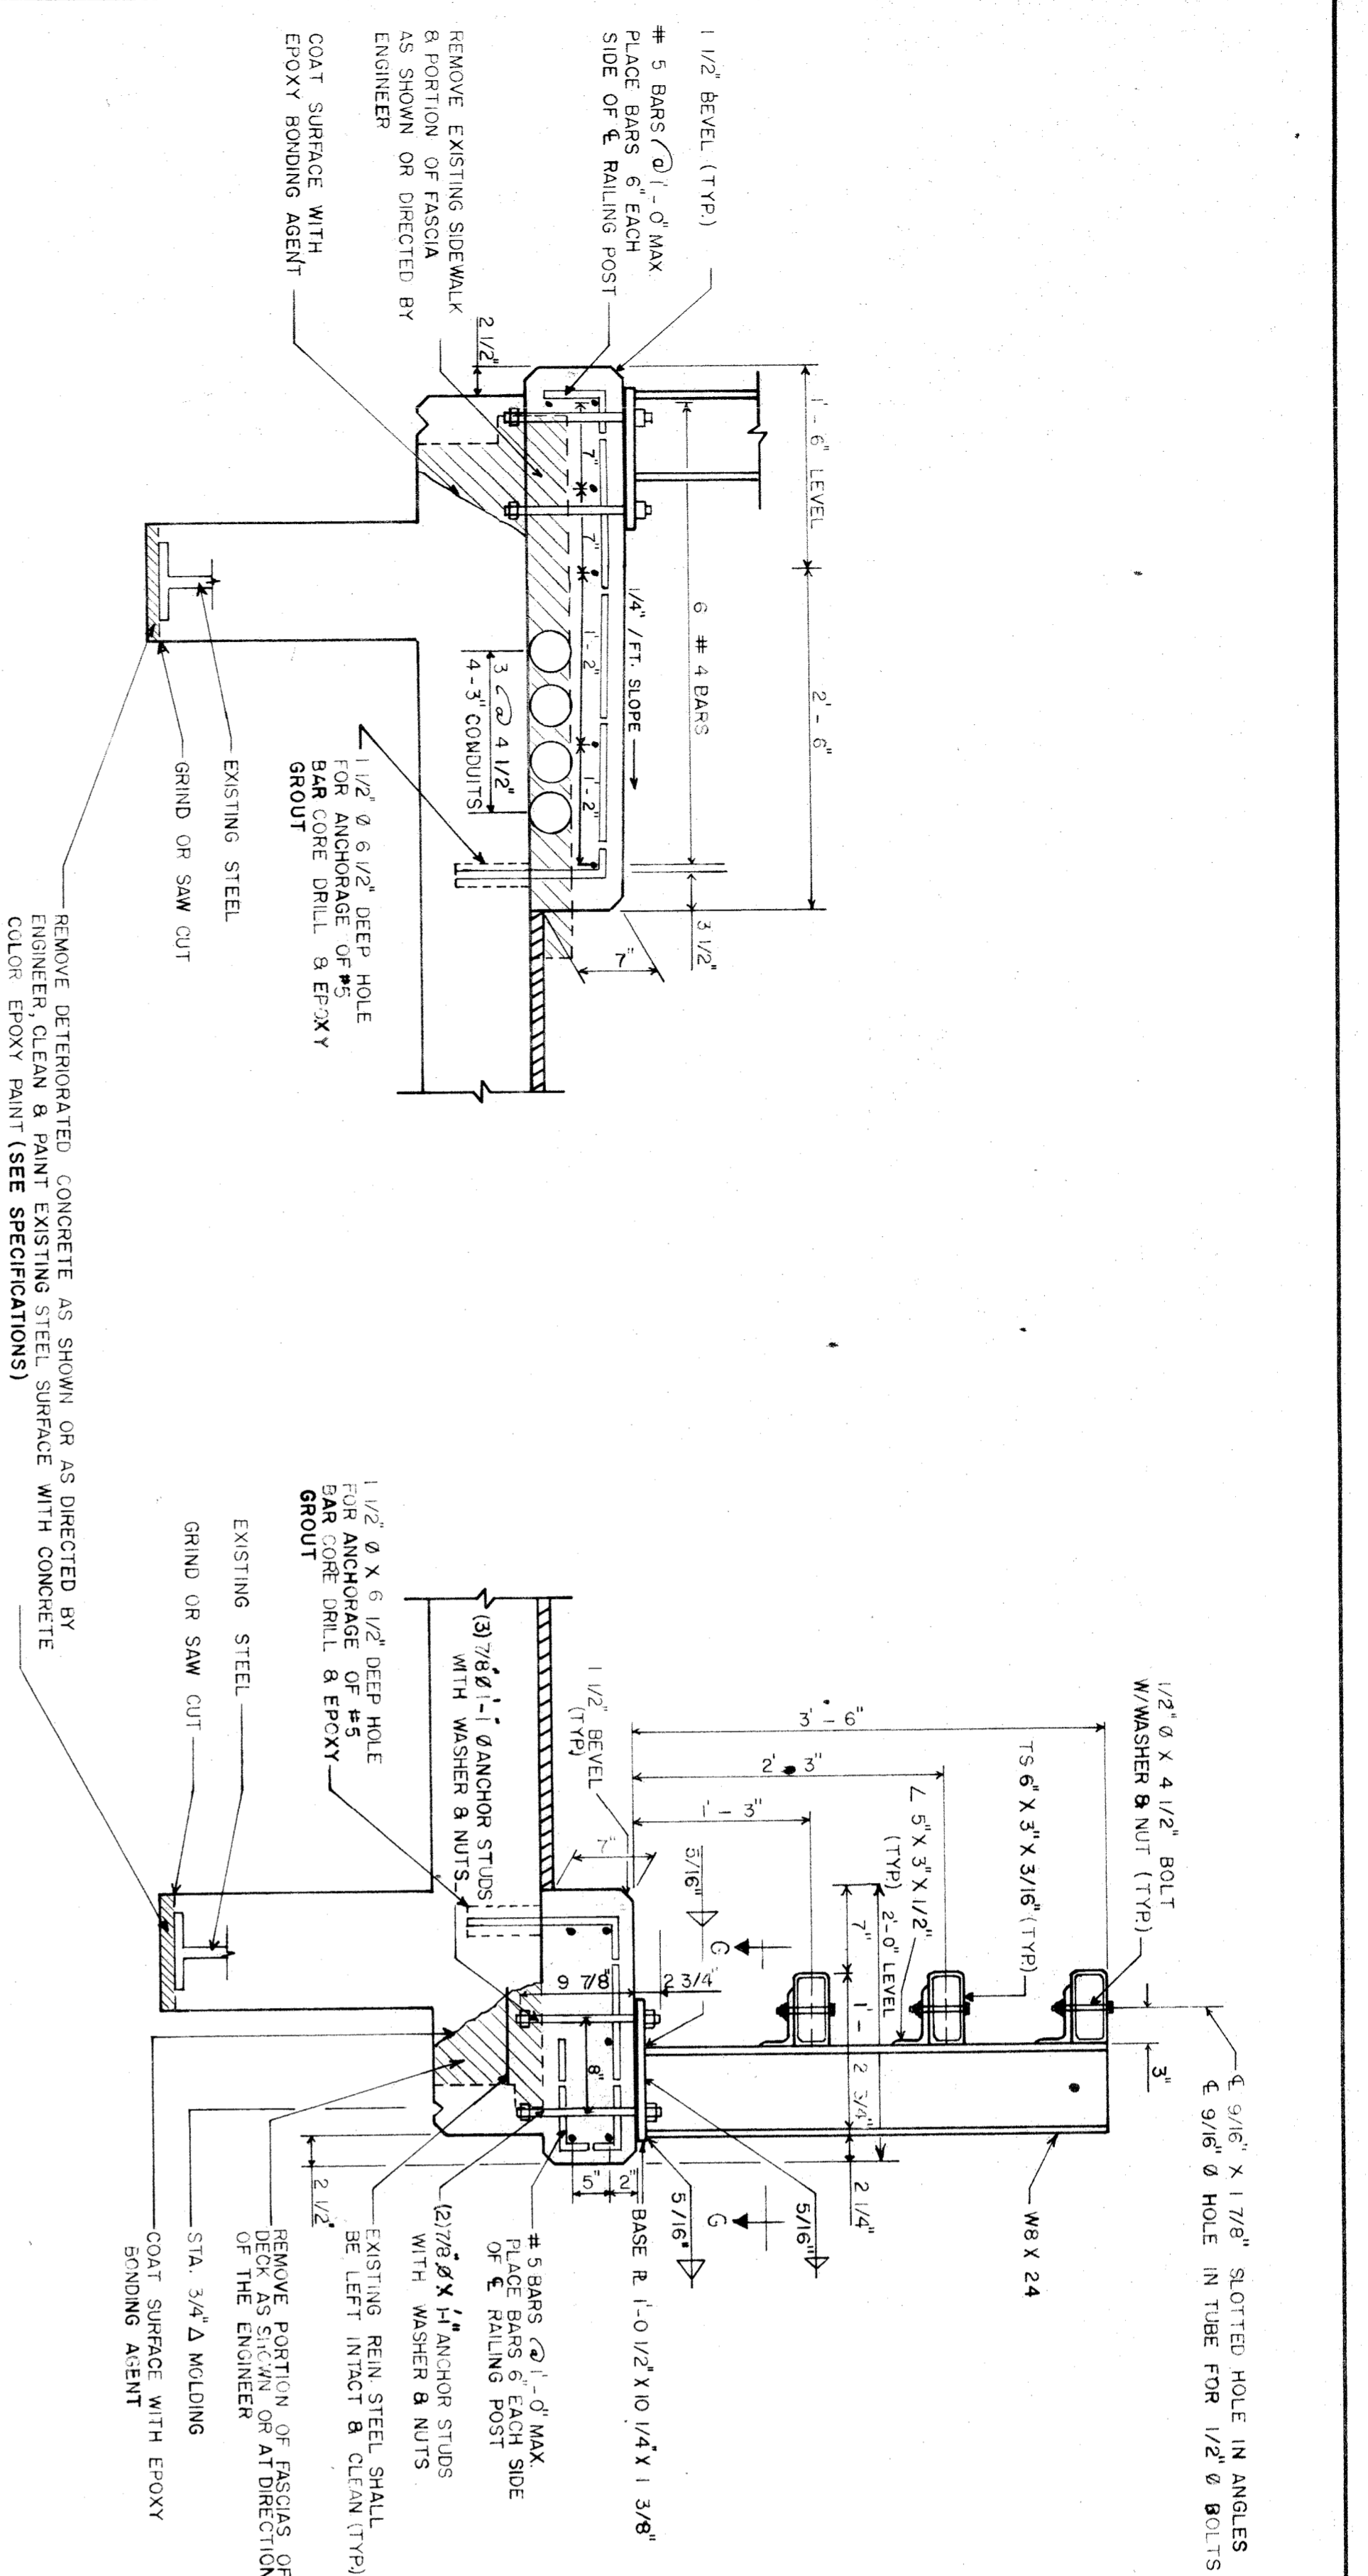 1 1/2" BEVEL (TYP.)
# 5 BARS @ 1'-0" MAX.
PLACE BARS 6" EACH
SIDE OF ℄ RAILING POST
REMOVE EXISTING SIDEWALK
& PORTION OF FASCIA
AS SHOWN OR DIRECTED BY
ENGINEER
COAT SURFACE WITH
EPOXY BONDING AGENT
2 1/2"
1'-6" LEVEL
2'-6"
6 # 4 BARS
3 1/2"
7"
7"
1'-2"
1'-2"
1/4" / FT. SLOPE
7"
3 @ 4 1/2"
4-3" CONDUITS
1 1/2" Ø 6 1/2" DEEP HOLE
FOR ANCHORAGE OF #5
BAR CORE DRILL & EPOXY
GROUT
EXISTING STEEL
GRIND OR SAW CUT
REMOVE DETERIORATED CONCRETE AS SHOWN OR AS DIRECTED BY
ENGINEER, CLEAN & PAINT EXISTING STEEL SURFACE WITH CONCRETE
COLOR EPOXY PAINT (SEE SPECIFICATIONS)
℄ 9/16" X 1 7/8" SLOTTED HOLE IN ANGLES
℄ 9/16" Ø HOLE IN TUBE FOR 1/2" Ø BOLTS
1/2" Ø X 4 1/2" BOLT
W/WASHER & NUT (TYP.)
3"
TS 6" X 3" X 3/16" (TYP.)
W8 X 24
3'-6"
2' 3"
1'-3"
∠ 5" X 3" X 1/2"
(TYP.)
2'-0" LEVEL
7"
1'-2 3/4"
2 1/4"
5/16"
G
G
5/16"
5/16"
1 1/2" BEVEL
(TYP.)
7"
2 3/4"
9 7/8"
8"
5"
2"
BASE ℄ 1'-0 1/2" X 10 1/4" X 1 3/8"
(3) 7/8" Ø 1'-1" Ø ANCHOR STUDS
WITH WASHER & NUTS
# 5 BARS @ 1'-0" MAX.
PLACE BARS 6" EACH SIDE
OF ℄ RAILING POST
(2) 7/8" Ø X 1'-1" ANCHOR STUDS
WITH WASHER & NUTS
1 1/2" Ø X 6 1/2" DEEP HOLE
FOR ANCHORAGE OF #5
BAR CORE DRILL & EPOXY
GROUT
EXISTING REIN. STEEL SHALL
BE LEFT INTACT & CLEAN (TYP.)
2 1/2"
REMOVE PORTION OF FASCIAS OF
DECK AS SHOWN OR AT DIRECTION
OF THE ENGINEER
EXISTING STEEL
GRIND OR SAW CUT
STA. 3/4" Δ MOLDING
COAT SURFACE WITH EPOXY
BONDING AGENT